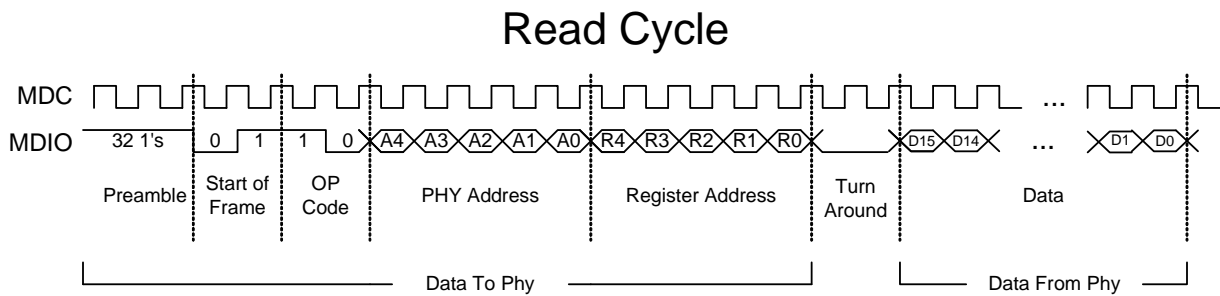 Read Cycle
MDC
...
MDIO
32 1's
0
1
1
0
A4
A3
A2
A1
A0
R4
R3
R2
R1
R0
D15
D14
...
D1
D0
Preamble
Start of
Frame
OP
Code
PHY Address
Register Address
Turn
Around
Data
Data To Phy
Data From Phy